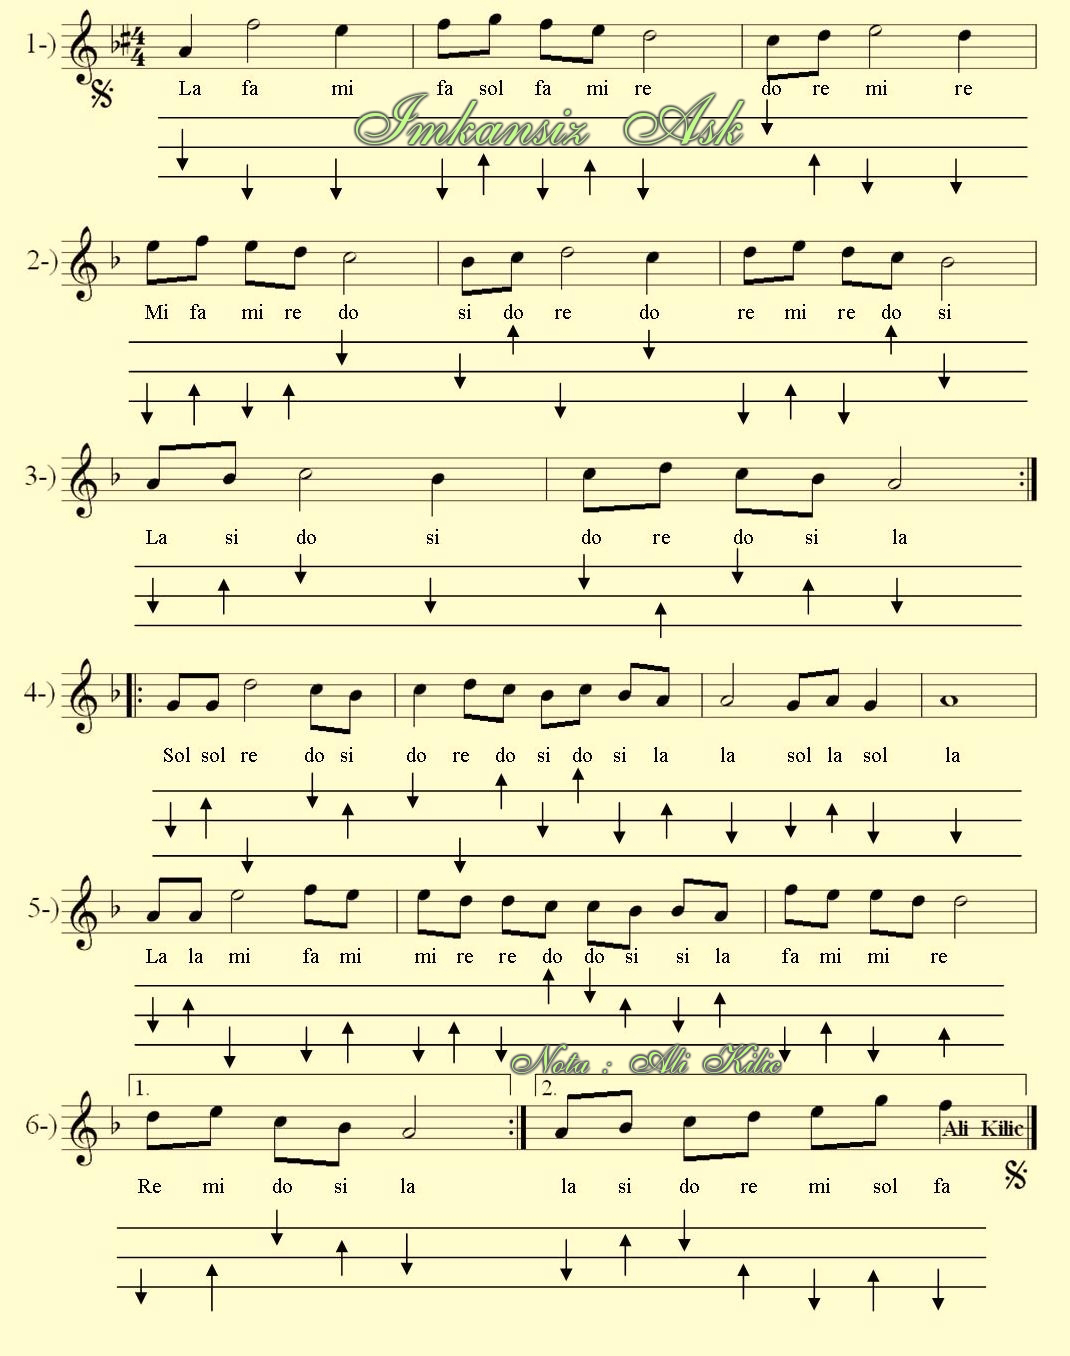 1-) 4 4
La fa mi fa sol fa mi re do re mi re
Imkansiz Ask
2-)
Mi fa mi re do si do re do re mi re do si
3-)
La si do si do re do si la
4-)
Sol sol re do si do re do si do si la la sol la sol la
5-)
La la mi fa mi mi re re do do si si la fa mi mi re
Nota : Ali Kilic
1. 2.
6-) Ali Kilic
Re mi do si la la si do re mi sol fa